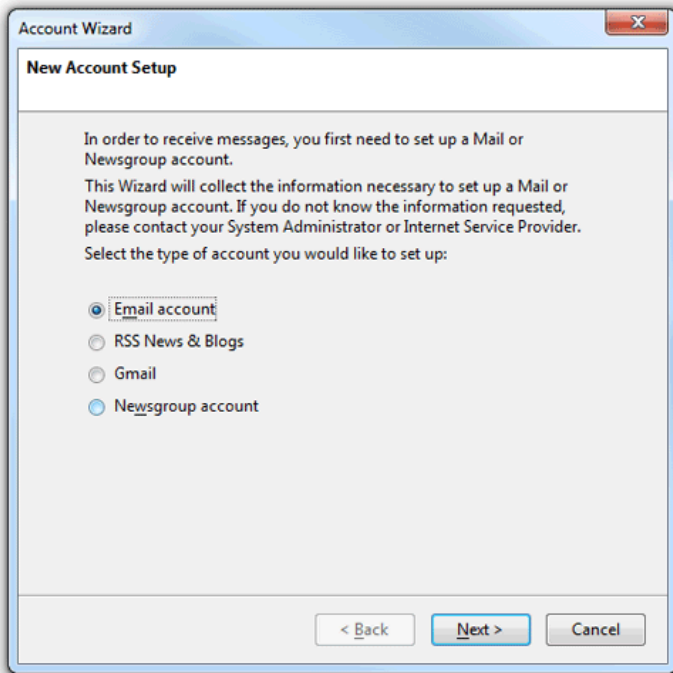 Account Wizard
New Account Setup
In order to receive messages, you first need to set up a Mail or
Newsgroup account.
This Wizard will collect the information necessary to set up a Mail or
Newsgroup account. If you do not know the information requested,
please contact your System Administrator or Internet Service Provider.
Select the type of account you would like to set up:
Email account
RSS News & Blogs
Gmail
Newsgroup account
< Back Next > Cancel